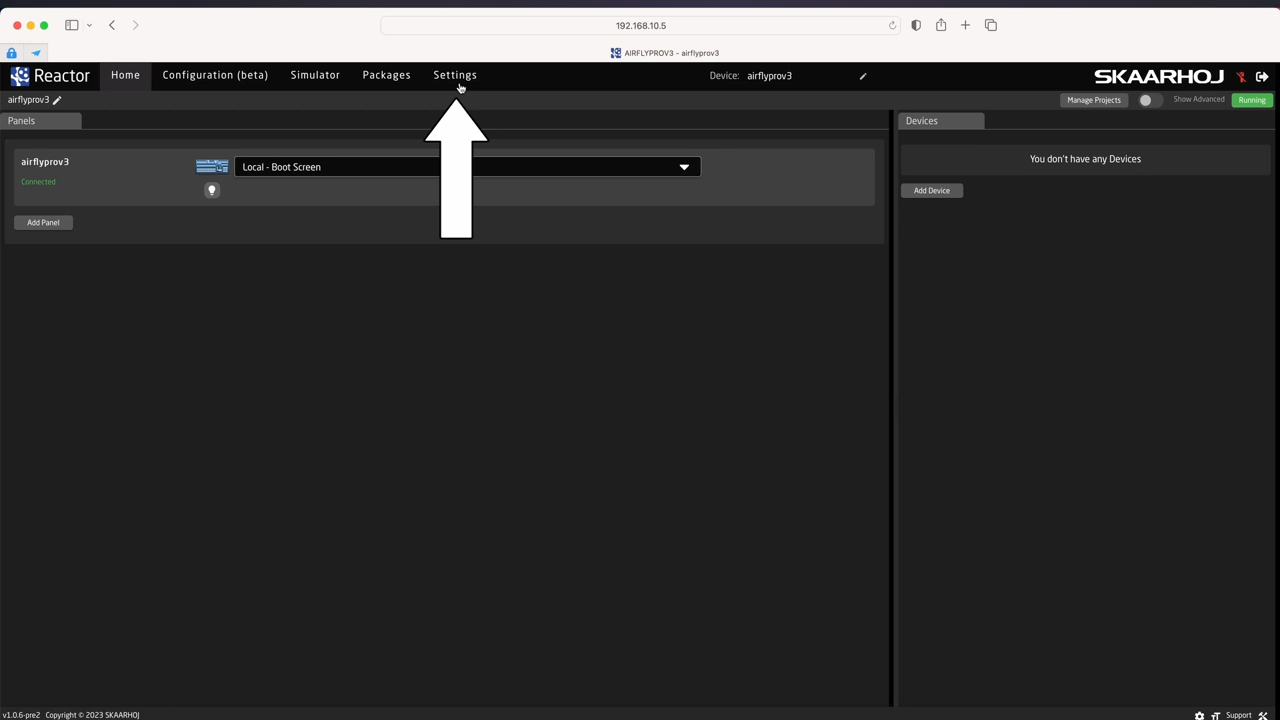 192.168.10.5
AIRFLYPROV3 - airflyprov3
Reactor
Home
Configuration (beta)
Simulator
Packages
Settings
Device: airflyprov3
SKAARHOJ
airflyprov3
Manage Projects
Show Advanced
Running
Panels
Devices
airflyprov3
Connected
Local - Boot Screen
Add Panel
You don't have any Devices
Add Device
v1.0.6-pre2 Copyright © 2023 SKAARHOJ
Support